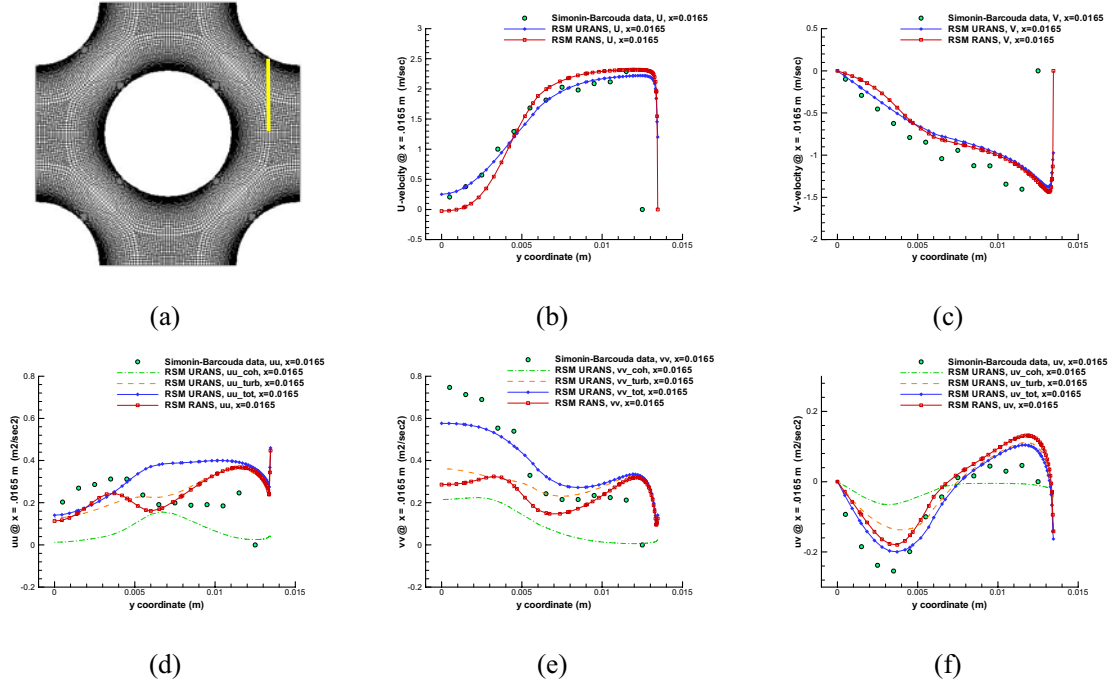 Simonin-Barcouda data, U, x=0.0165
RSM URANS, U, x=0.0165
RSM RANS, U, x=0.0165
U-velocity @ x = .0165 m (m/sec)
3
2.5
2
1.5
1
0.5
0
-0.5
0 0.005 0.01 0.015
y coordinate (m)
Simonin-Barcouda data, V, x=0.0165
RSM URANS, V, x=0.0165
RSM RANS, V, x=0.0165
V-velocity @ x = .0165 m (m/sec)
0
-0.5
-1
-1.5
-2
0 0.005 0.01 0.015
y coordinate (m)
(a)
(b)
(c)
Simonin-Barcouda data, uu, x=0.0165
RSM URANS, uu_coh, x=0.0165
RSM URANS, uu_turb, x=0.0165
RSM URANS, uu_tot, x=0.0165
RSM RANS, uu, x=0.0165
uu @ x = .0165 m (m2/sec2)
0.8
0.6
0.4
0.2
0
0.2
0 0.005 0.01 0.015
y coordinate (m)
Simonin-Barcouda data, vv, x=0.0165
RSM URANS, vv_coh, x=0.0165
RSM URANS, vv_turb, x=0.0165
RSM URANS, vv_tot, x=0.0165
RSM RANS, vv, x=0.0165
vv @ x = .0165 m (m2/sec2)
0.8
0.6
0.4
0.2
0
0.2
0 0.005 0.01 0.015
y coordinate (m)
Simonin-Barcouda data, uv, x=0.0165
RSM URANS, uv_coh, x=0.0165
RSM URANS, uv_turb, x=0.0165
RSM URANS, uv_tot, x=0.0165
RSM RANS, uv, x=0.0165
uv @ x = .0165 m (m2/sec2)
0.2
0
-0.2
0 0.005 0.01 0.015
y coordinate (m)
(d)
(e)
(f)